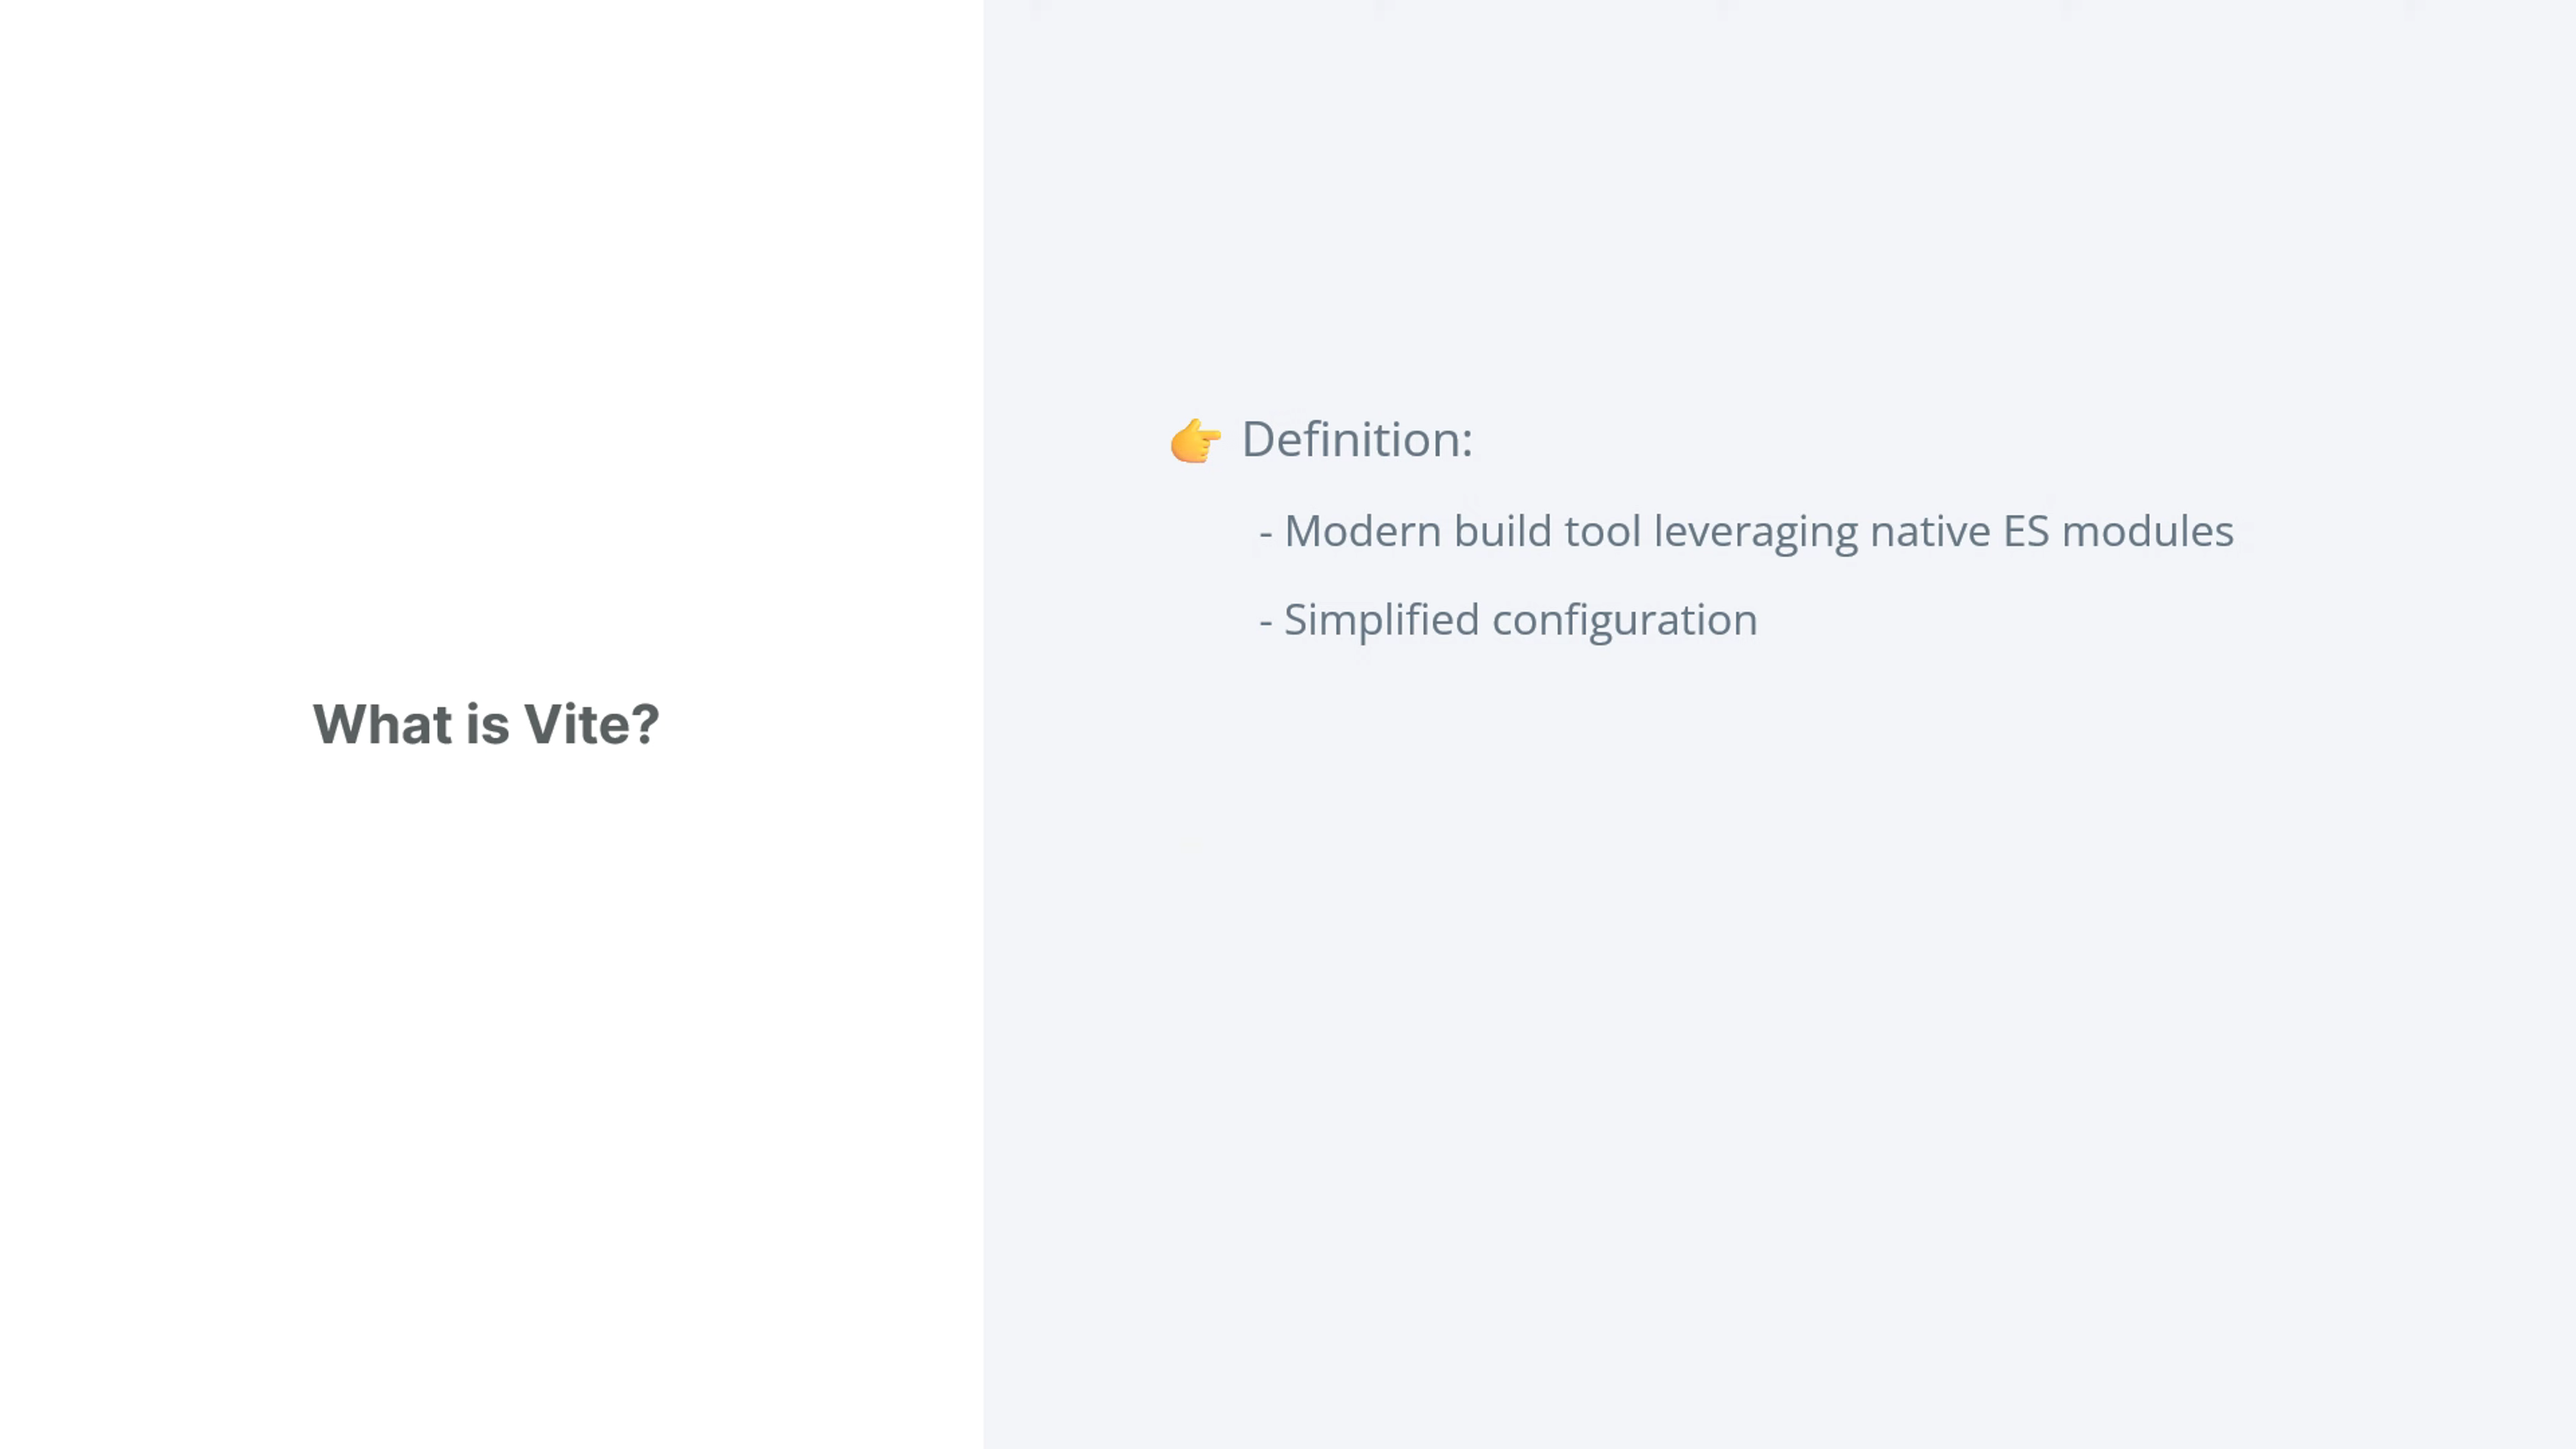 What is Vite?
👉 Definition:
- Modern build tool leveraging native ES modules
- Simplified configuration